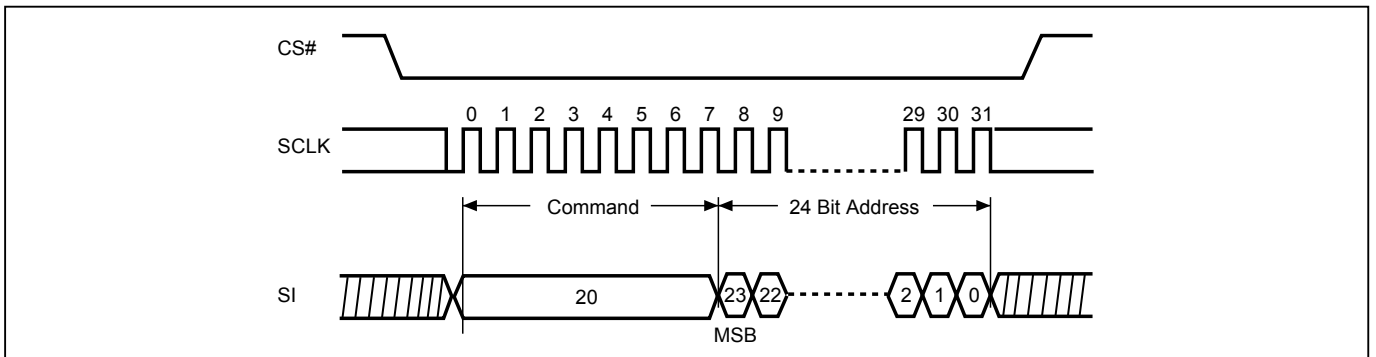 CS#
0 1 2 3 4 5 6 7 8 9 29 30 31
SCLK
Command 24 Bit Address
SI 20 23 22 2 1 0
MSB